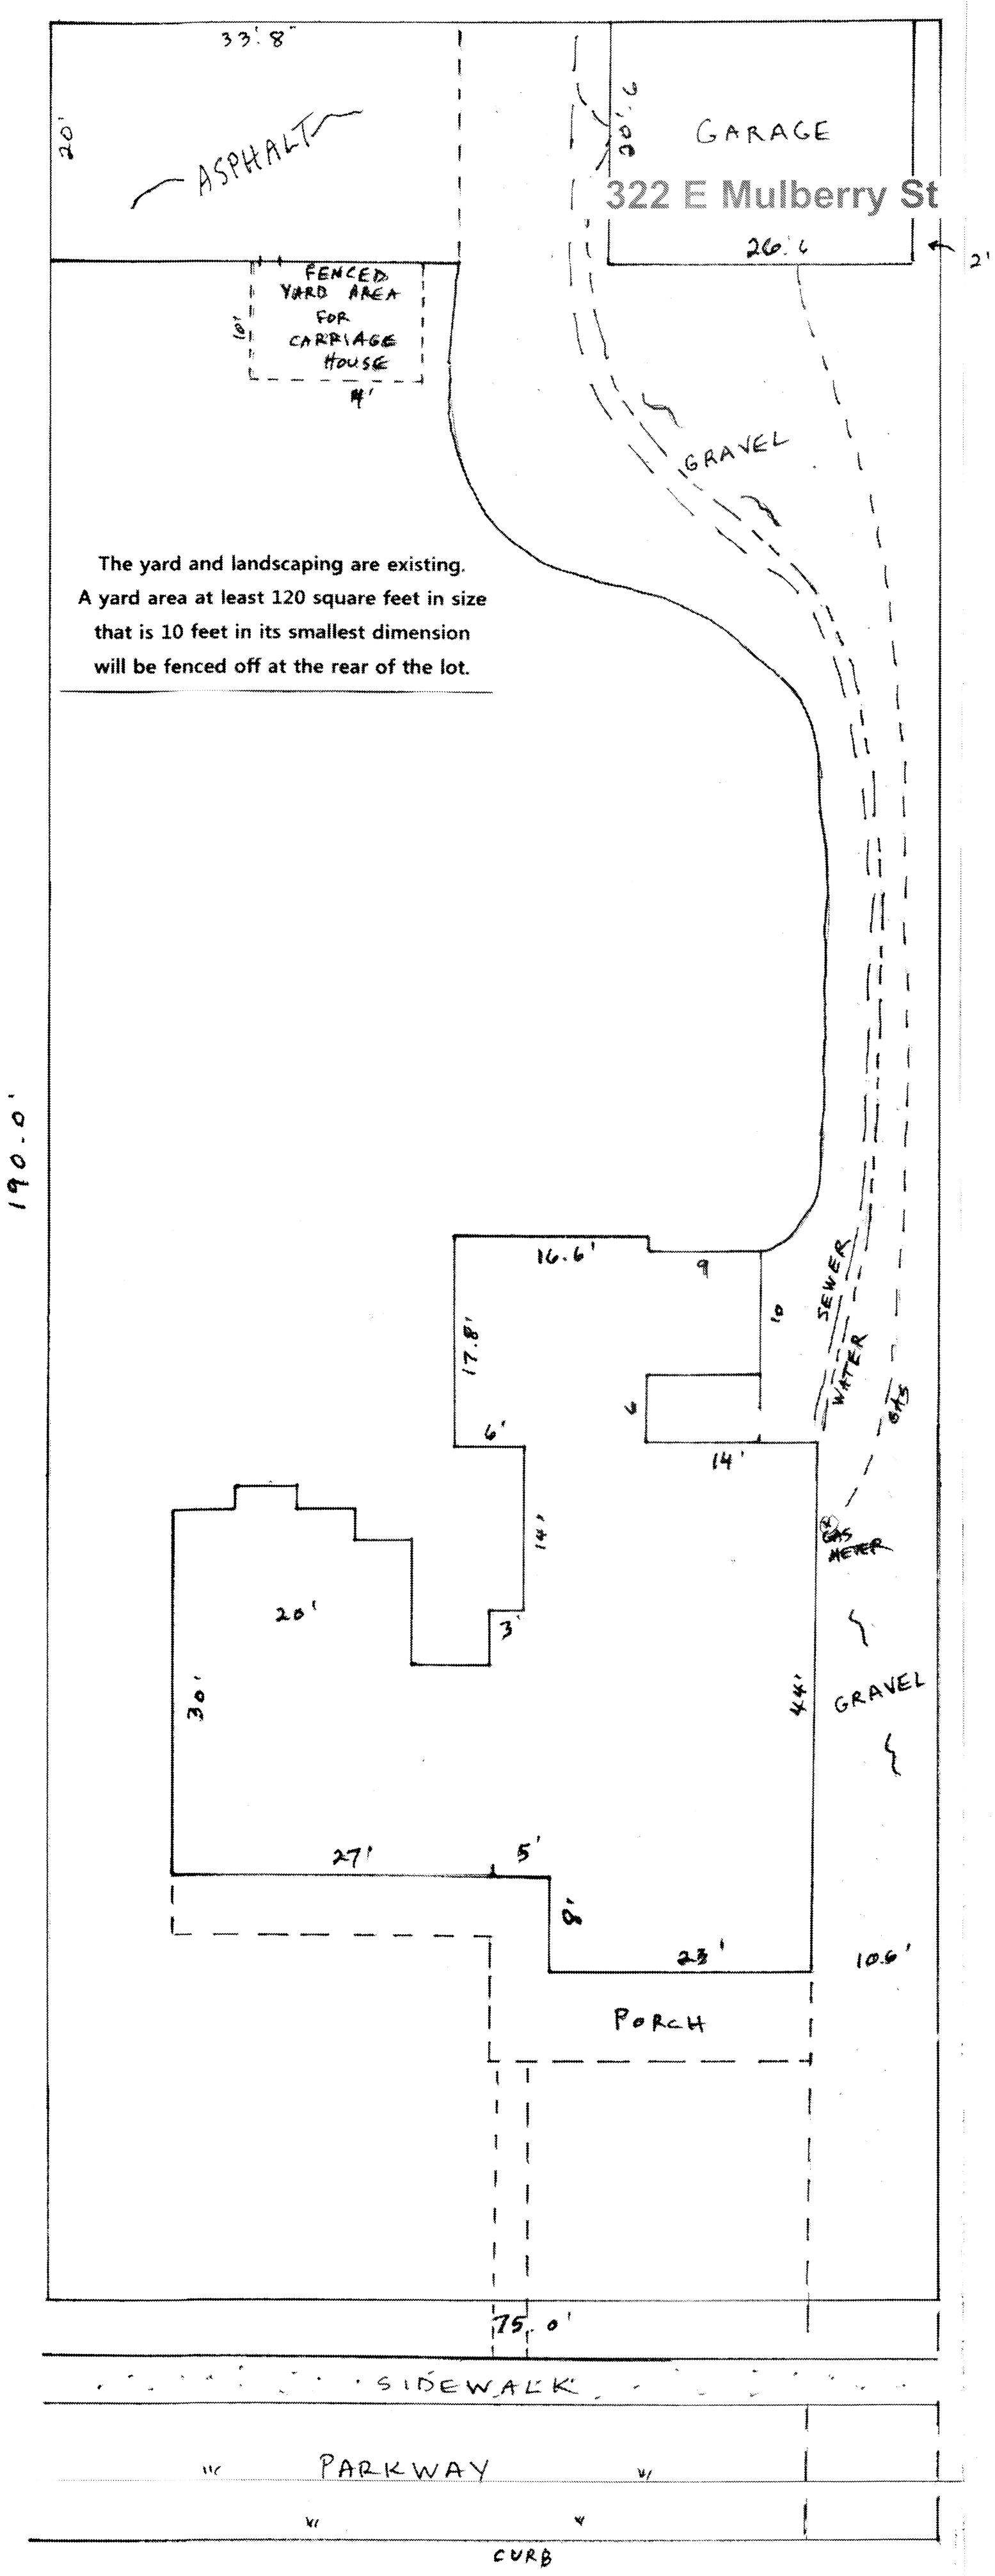 33'. 8"
20'
ASPHALT
20'. 6
GARAGE
322 E Mulberry St
26'. 6
2'
FENCED
YARD AREA
FOR
CARRIAGE
HOUSE
10'
GRAVEL
The yard and landscaping are existing.
A yard area at least 120 square feet in size
that is 10 feet in its smallest dimension
will be fenced off at the rear of the lot.
190.0'
16.6'
9
10
SEWER
WATER
GAS
17.8'
6
6'
14'
14'
GAS
METER
20'
3'
30'
44'
GRAVEL
27'
5'
8'
23'
10.6'
PORCH
75.0'
SIDEWALK
PARKWAY
CURB